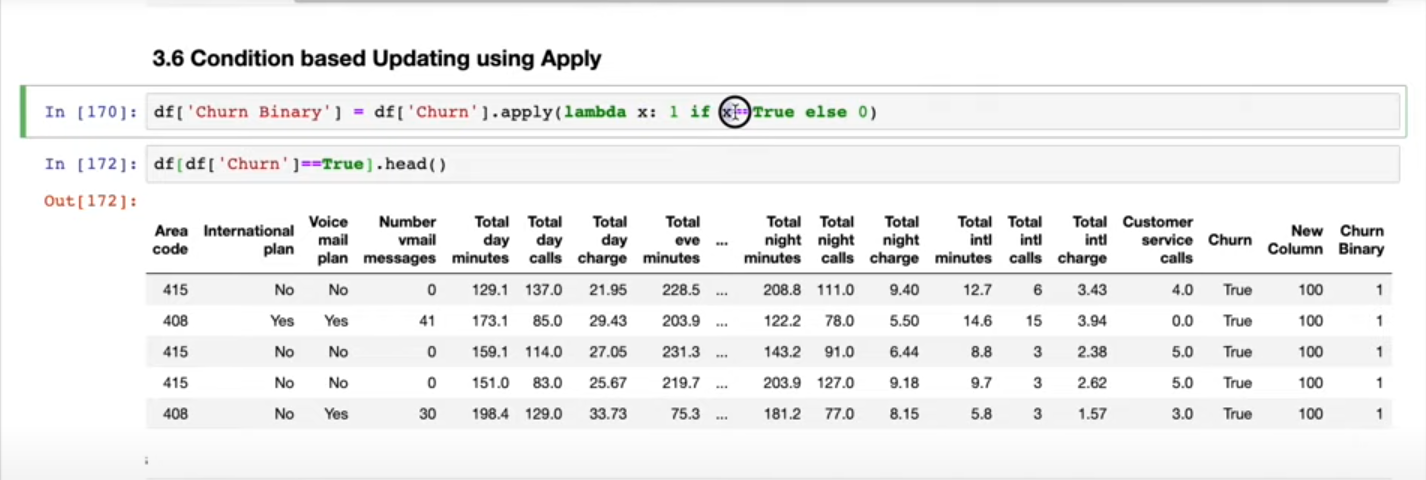 3.6 Condition based Updating using Apply
In [170]: df['Churn Binary'] = df['Churn'].apply(lambda x: 1 if x==True else 0)
In [172]: df[df['Churn']==True].head()
Out[172]:
Area code International plan Voice mail plan Number vmail messages Total day minutes Total day calls Total day charge Total eve minutes ... Total night minutes Total night calls Total night charge Total intl minutes Total intl calls Total intl charge Customer service calls Churn New Column Churn Binary
415 No No 0 129.1 137.0 21.95 228.5 ... 208.8 111.0 9.40 12.7 6 3.43 4.0 True 100 1
408 Yes Yes 41 173.1 85.0 29.43 203.9 ... 122.2 78.0 5.50 14.6 15 3.94 0.0 True 100 1
415 No No 0 159.1 114.0 27.05 231.3 ... 143.2 91.0 6.44 8.8 3 2.38 5.0 True 100 1
415 No No 0 151.0 83.0 25.67 219.7 ... 203.9 127.0 9.18 9.7 3 2.62 5.0 True 100 1
408 No Yes 30 198.4 129.0 33.73 75.3 ... 181.2 77.0 8.15 5.8 3 1.57 3.0 True 100 1